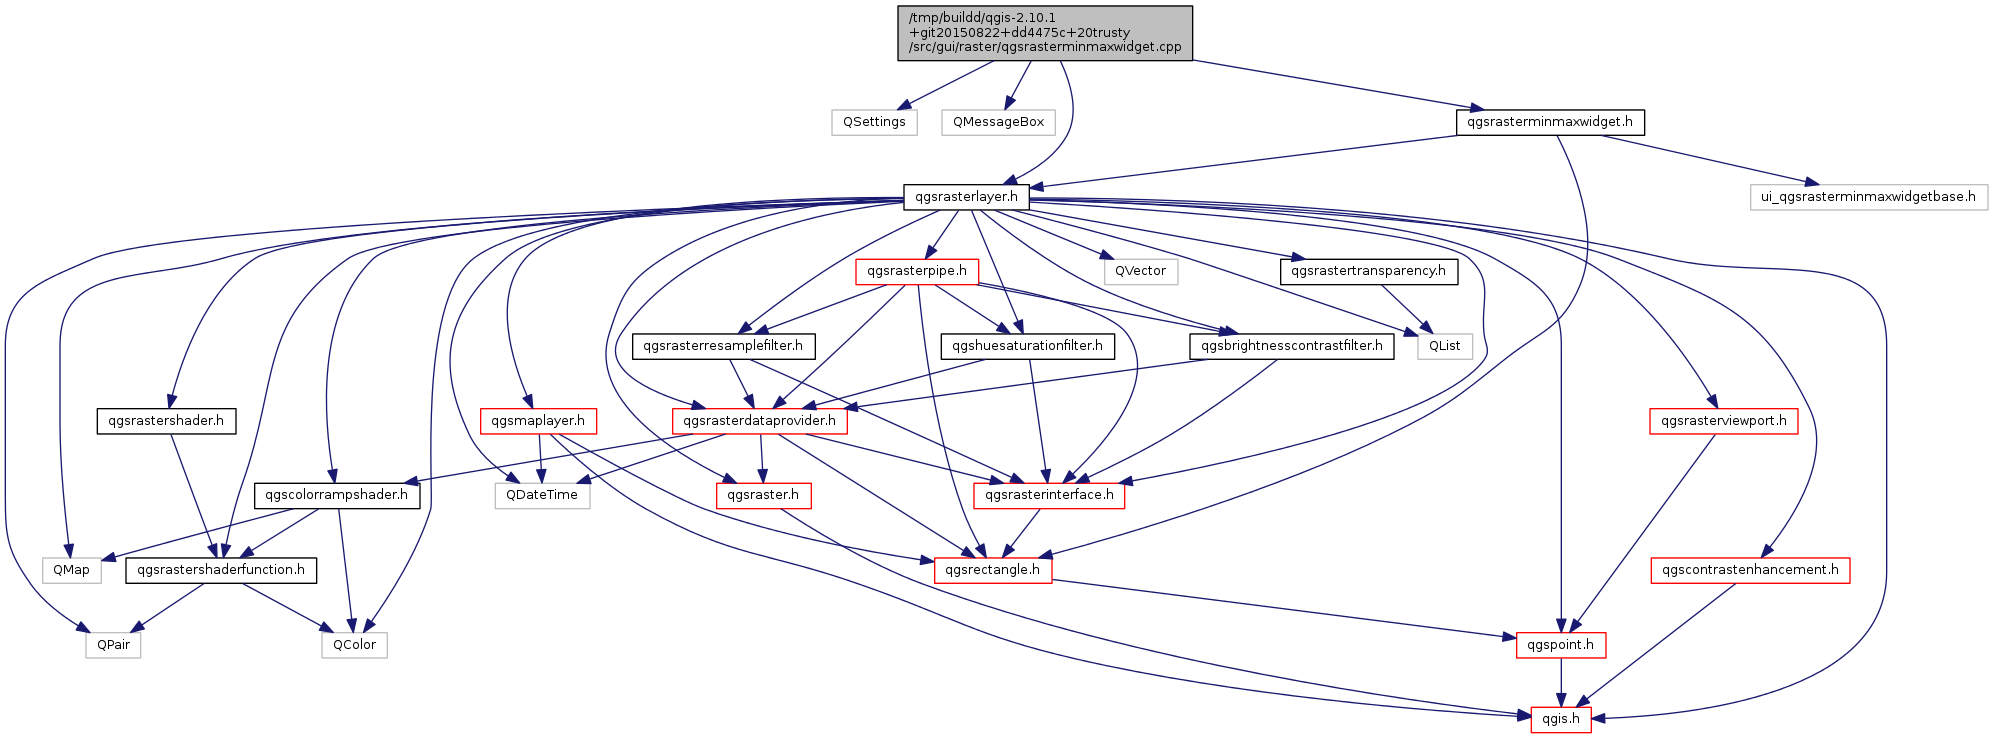 /tmp/buildd/qgis-2.10.1
+git20150822+dd4475c+20trusty
/src/gui/raster/qgsrasterminmaxwidget.cpp
QSettings
QMessageBox
qgsrasterminmaxwidget.h
qgsrasterlayer.h
ui_qgsrasterminmaxwidgetbase.h
qgsrasterpipe.h
QVector
qgsrastertransparency.h
qgsrasterresamplefilter.h
qgshuesaturationfilter.h
qgsbrightnesscontrastfilter.h
QList
qgsrastershader.h
qgsmaplayer.h
qgsrasterdataprovider.h
qgsrasterviewport.h
qgscolorrampshader.h
QDateTime
qgsraster.h
qgsrasterinterface.h
QMap
qgsrastershaderfunction.h
qgsrectangle.h
qgscontrastenhancement.h
QPair
QColor
qgspoint.h
qgis.h